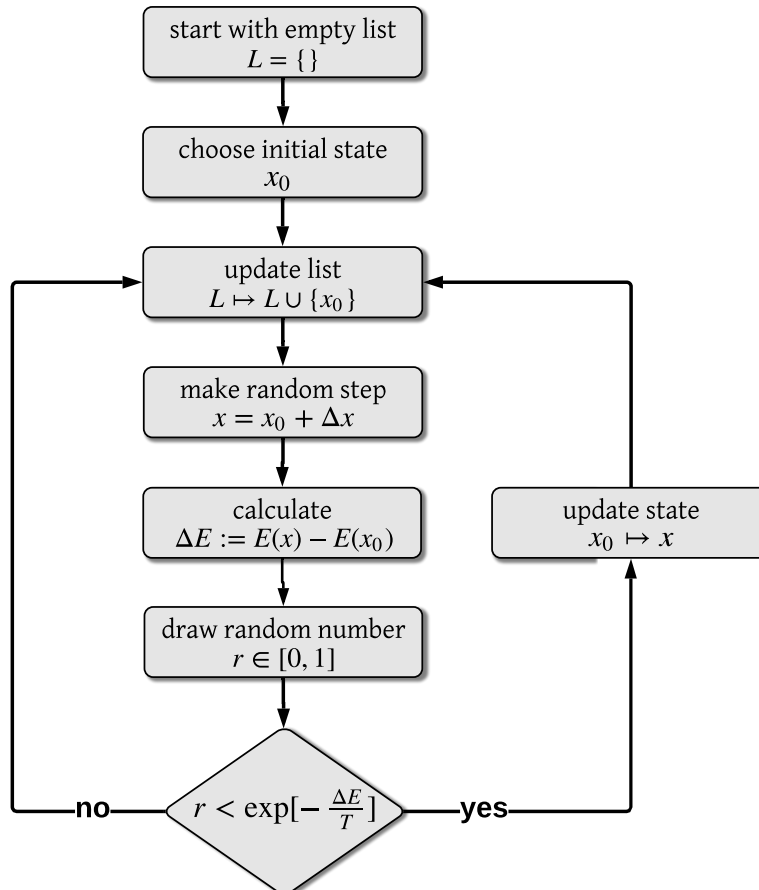 start with empty list
L = {}
choose initial state
x₀
update list
L ↦ L ∪ {x₀}
make random step
x = x₀ + Δx
calculate
ΔE := E(x) − E(x₀)
update state
x₀ ↦ x
draw random number
r ∈ [0, 1]
no
r < exp[− ΔE/T]
yes